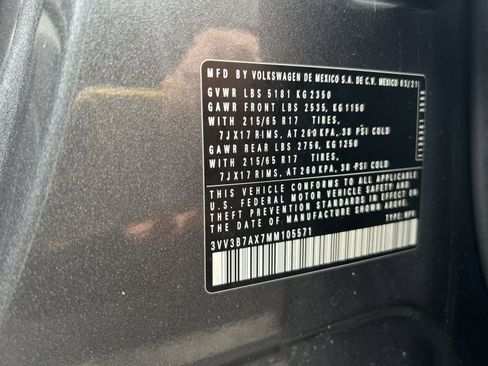 MFD BY VOLKSWAGEN DE MEXICO S.A. DE C.V. 03/21
GVWR LBS 5181 KG 2350
GAWR FRONT LBS 2535, KG 1150
WITH 215/65 R17 TIRES,
7JX17 RIMS, AT 260 KPA, 38 PSI COLD
GAWR REAR LBS 2756, KG 1250
WITH 215/65 R17 TIRES,
7JX17 RIMS, AT 260 KPA, 38 PSI COLD
THIS VEHICLE CONFORMS TO ALL APPLICABLE
U.S. FEDERAL MOTOR VEHICLE SAFETY AND
THEFT PREVENTION STANDARDS IN EFFECT ON
THE DATE OF MANUFACTURE SHOWN ABOVE.
TYPE: MPV
3VV3B7AX7MM105571